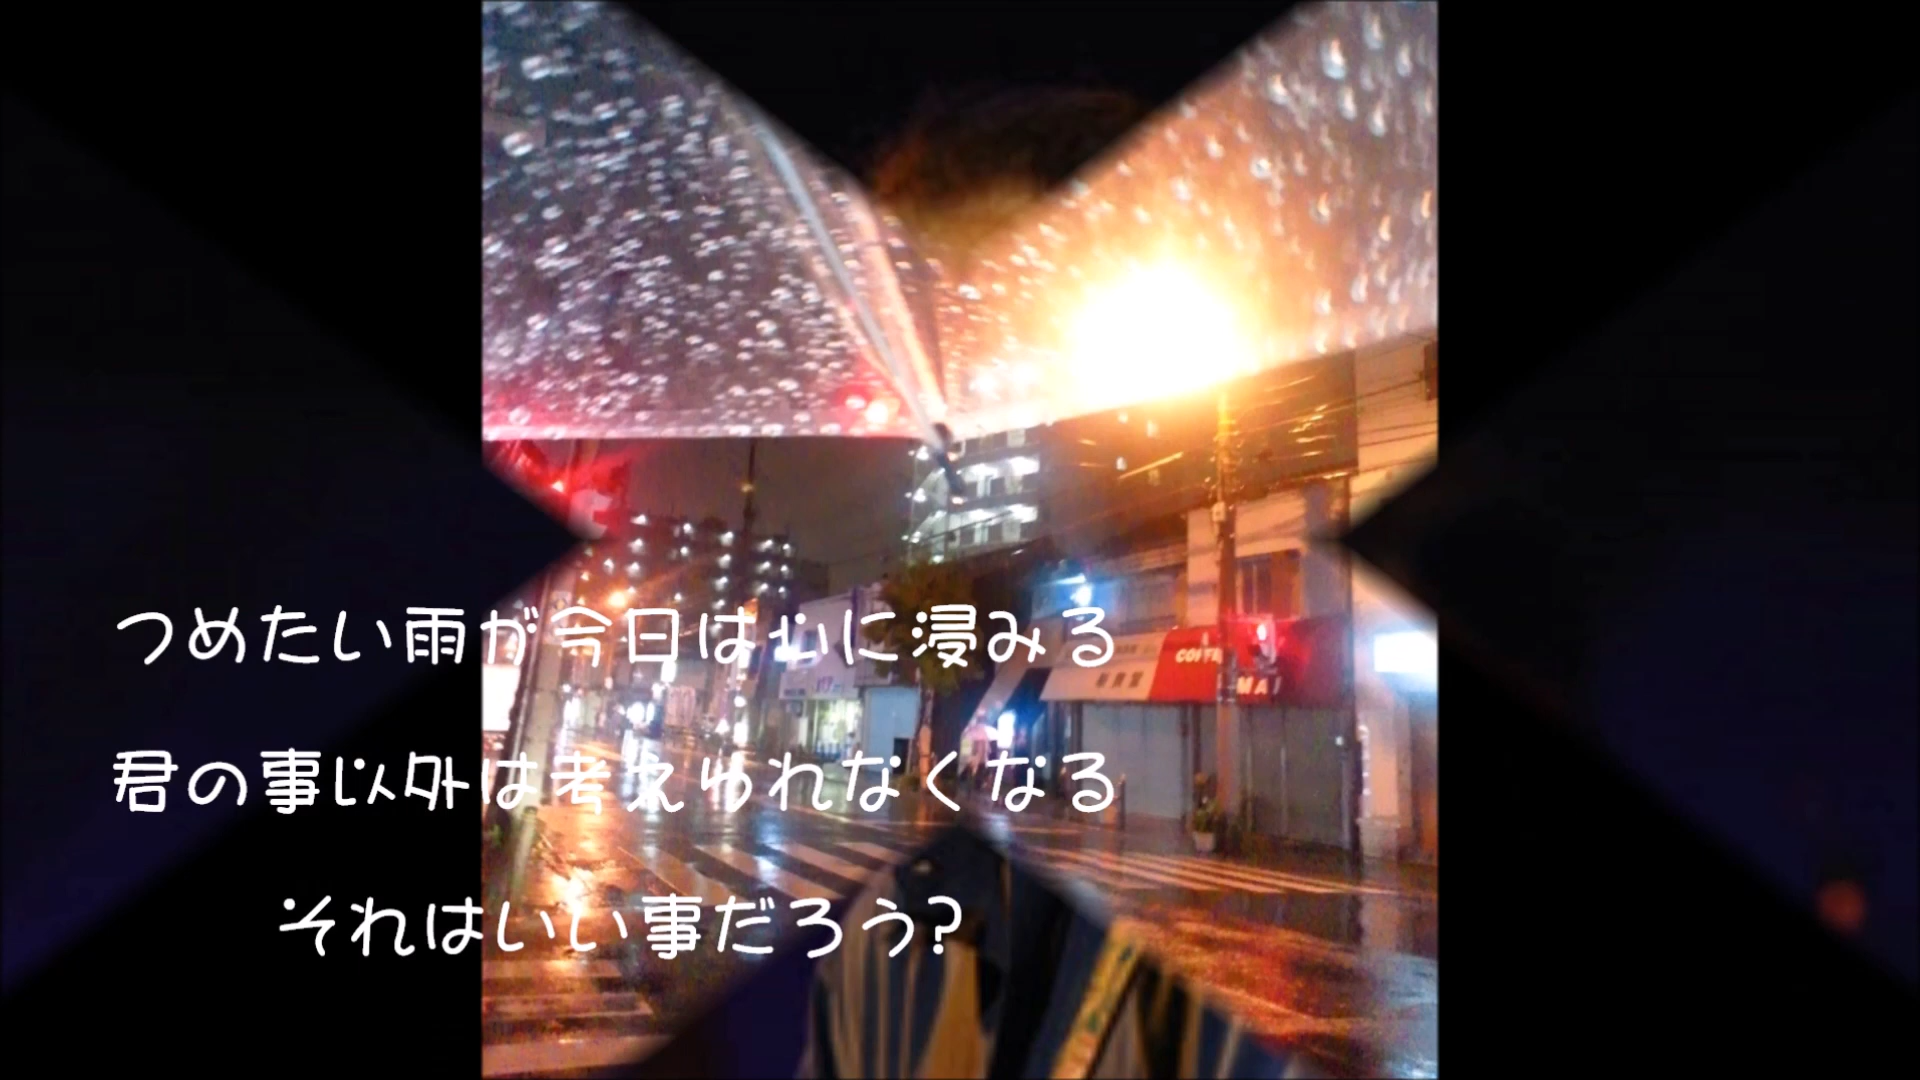 つめたい雨が今日は心に浸みる
君の事以外は考えられなくなる
それはいい事だろう?
COFFE